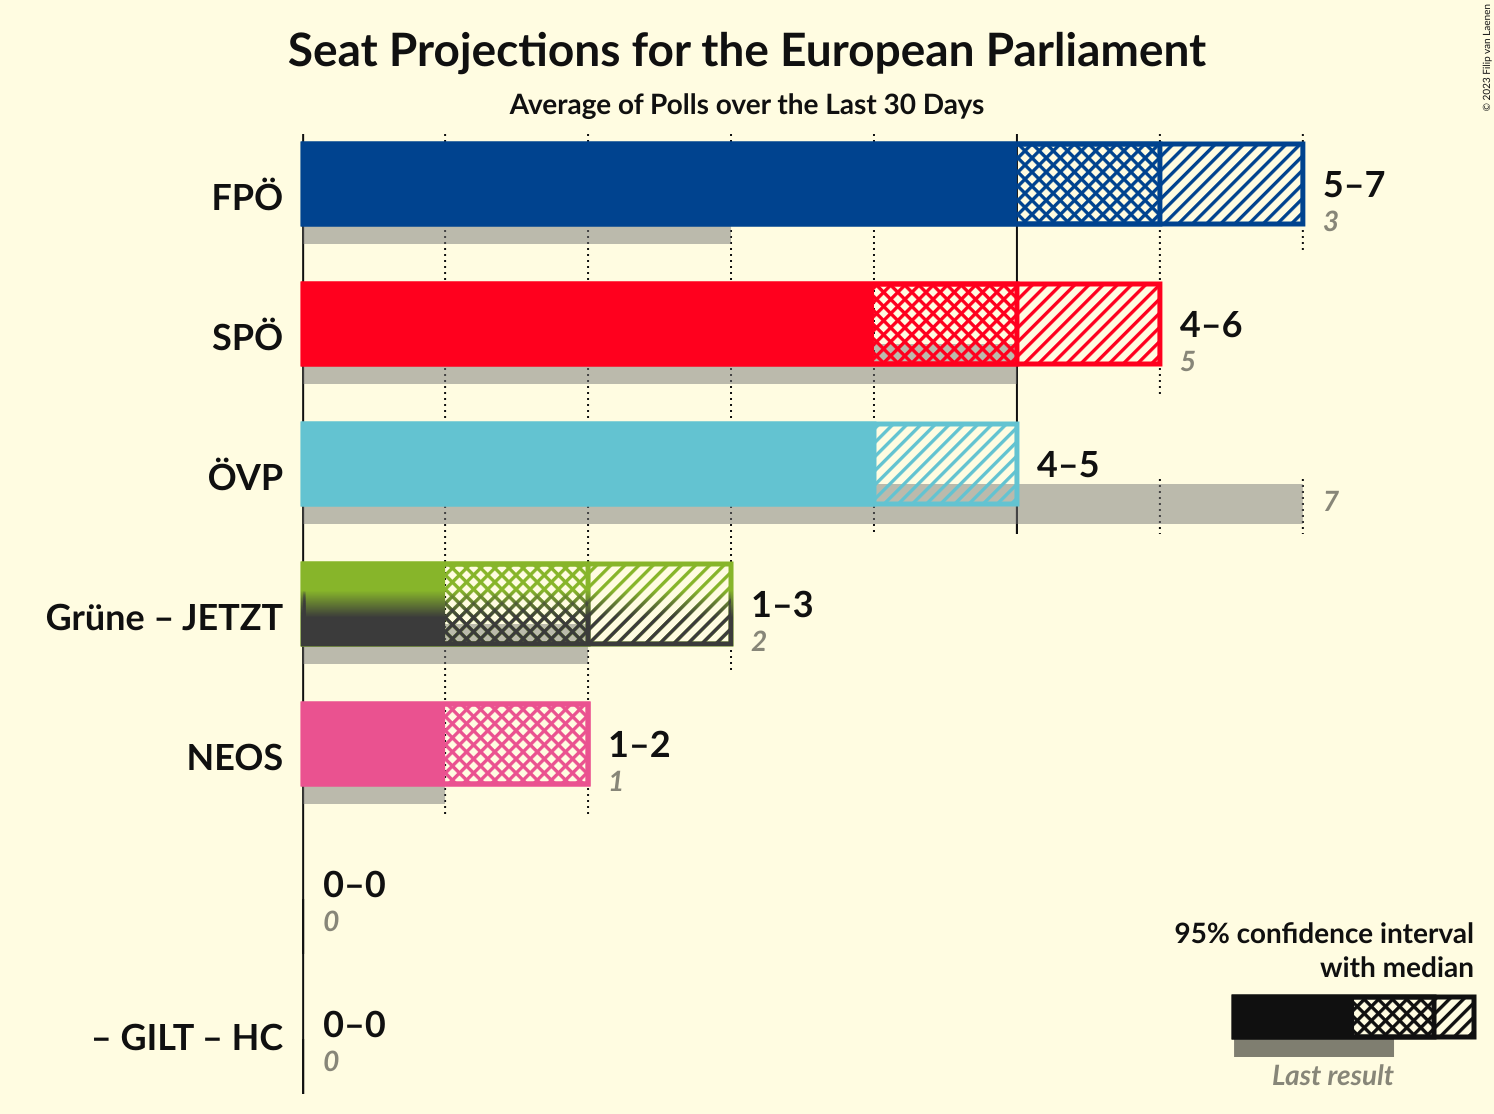 Seat Projections for the European Parliament
Average of Polls over the Last 30 Days
© 2023 Filip van Laenen
FPÖ
5–7
3
SPÖ
4–6
5
ÖVP
4–5
7
Grüne – JETZT
1–3
2
NEOS
1–2
1
0–0
0
– GILT – HC
0–0
0
95% confidence interval
with median
Last result